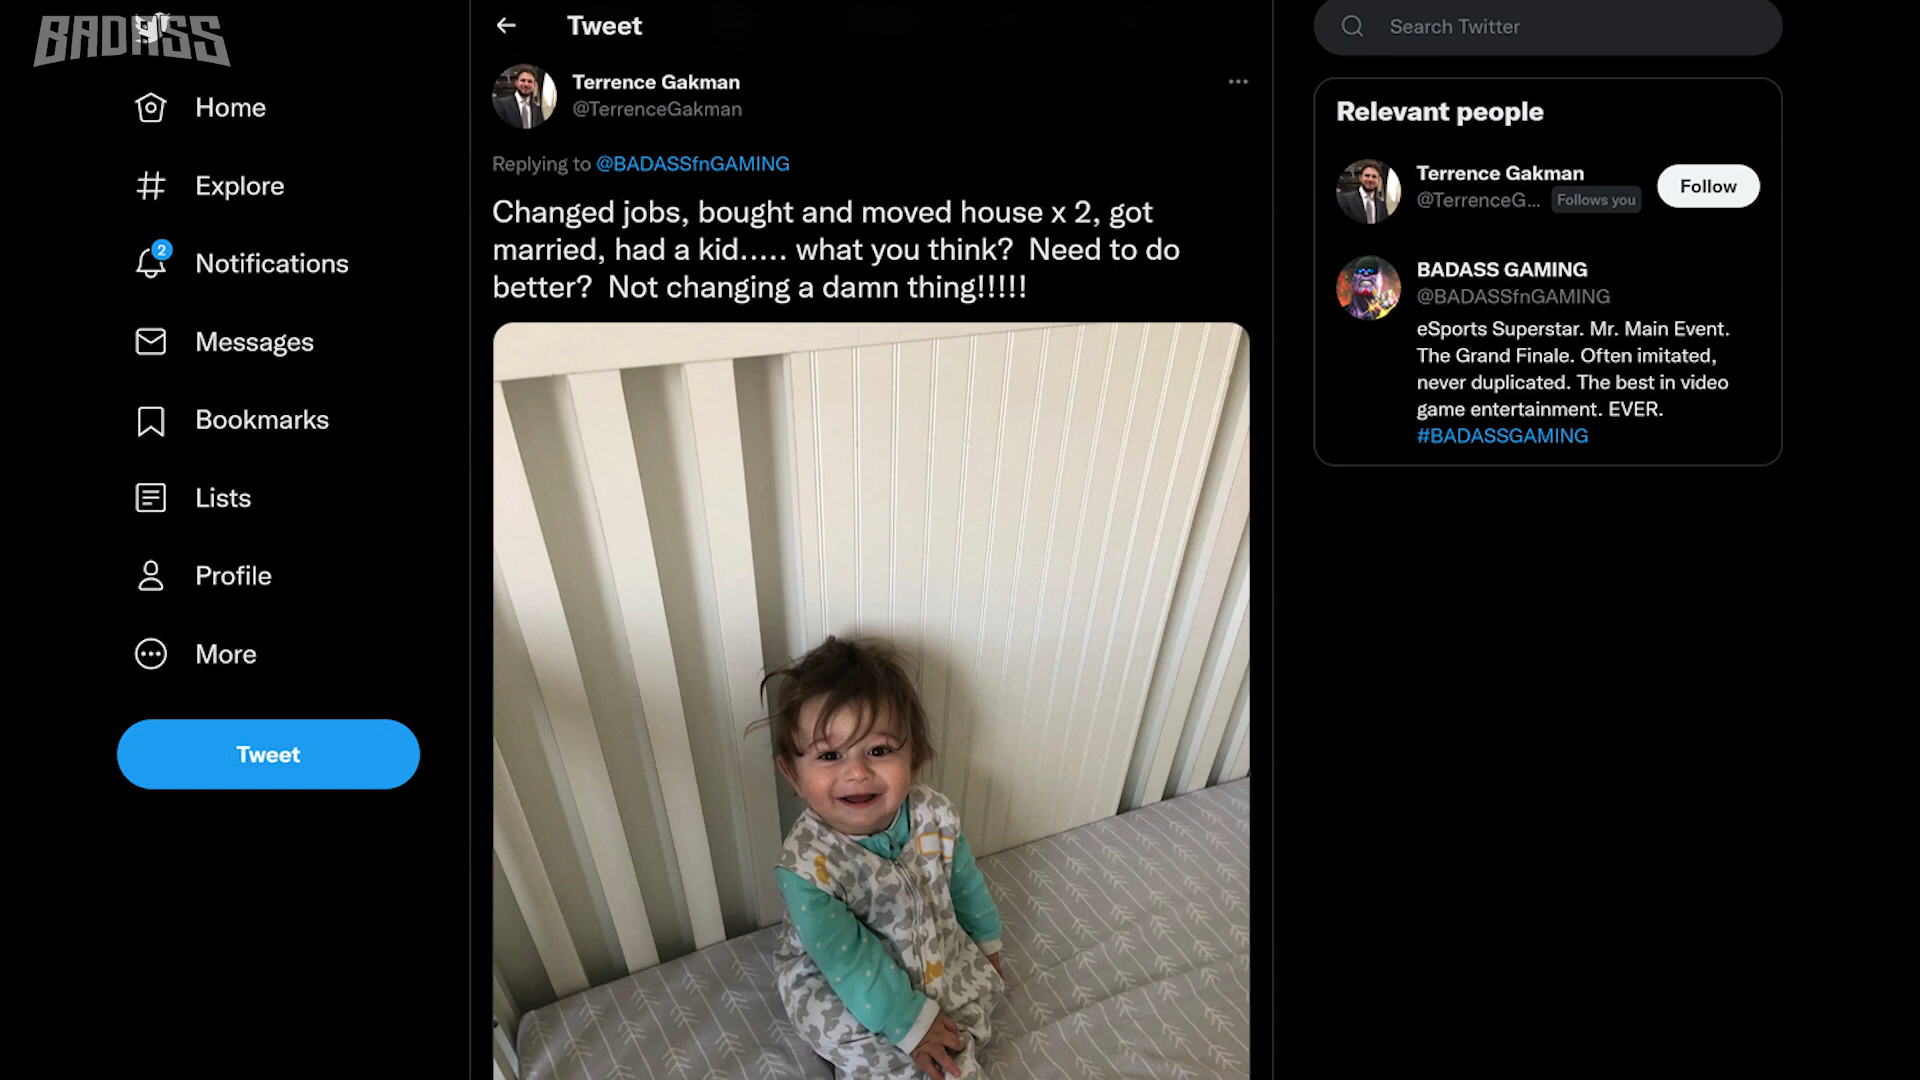 BADASS
Home
Explore
2
Notifications
Messages
Bookmarks
Lists
Profile
More
Tweet
Tweet
Terrence Gakman
@TerrenceGakman
Replying to @BADASSfnGAMING
Changed jobs, bought and moved house x 2, got
married, had a kid..... what you think?  Need to do
better?  Not changing a damn thing!!!!!
Search Twitter
Relevant people
Terrence Gakman
@TerrenceG... Follows you
Follow
BADASS GAMING
@BADASSfnGAMING
eSports Superstar. Mr. Main Event.
The Grand Finale. Often imitated,
never duplicated. The best in video
game entertainment. EVER.
#BADASSGAMING